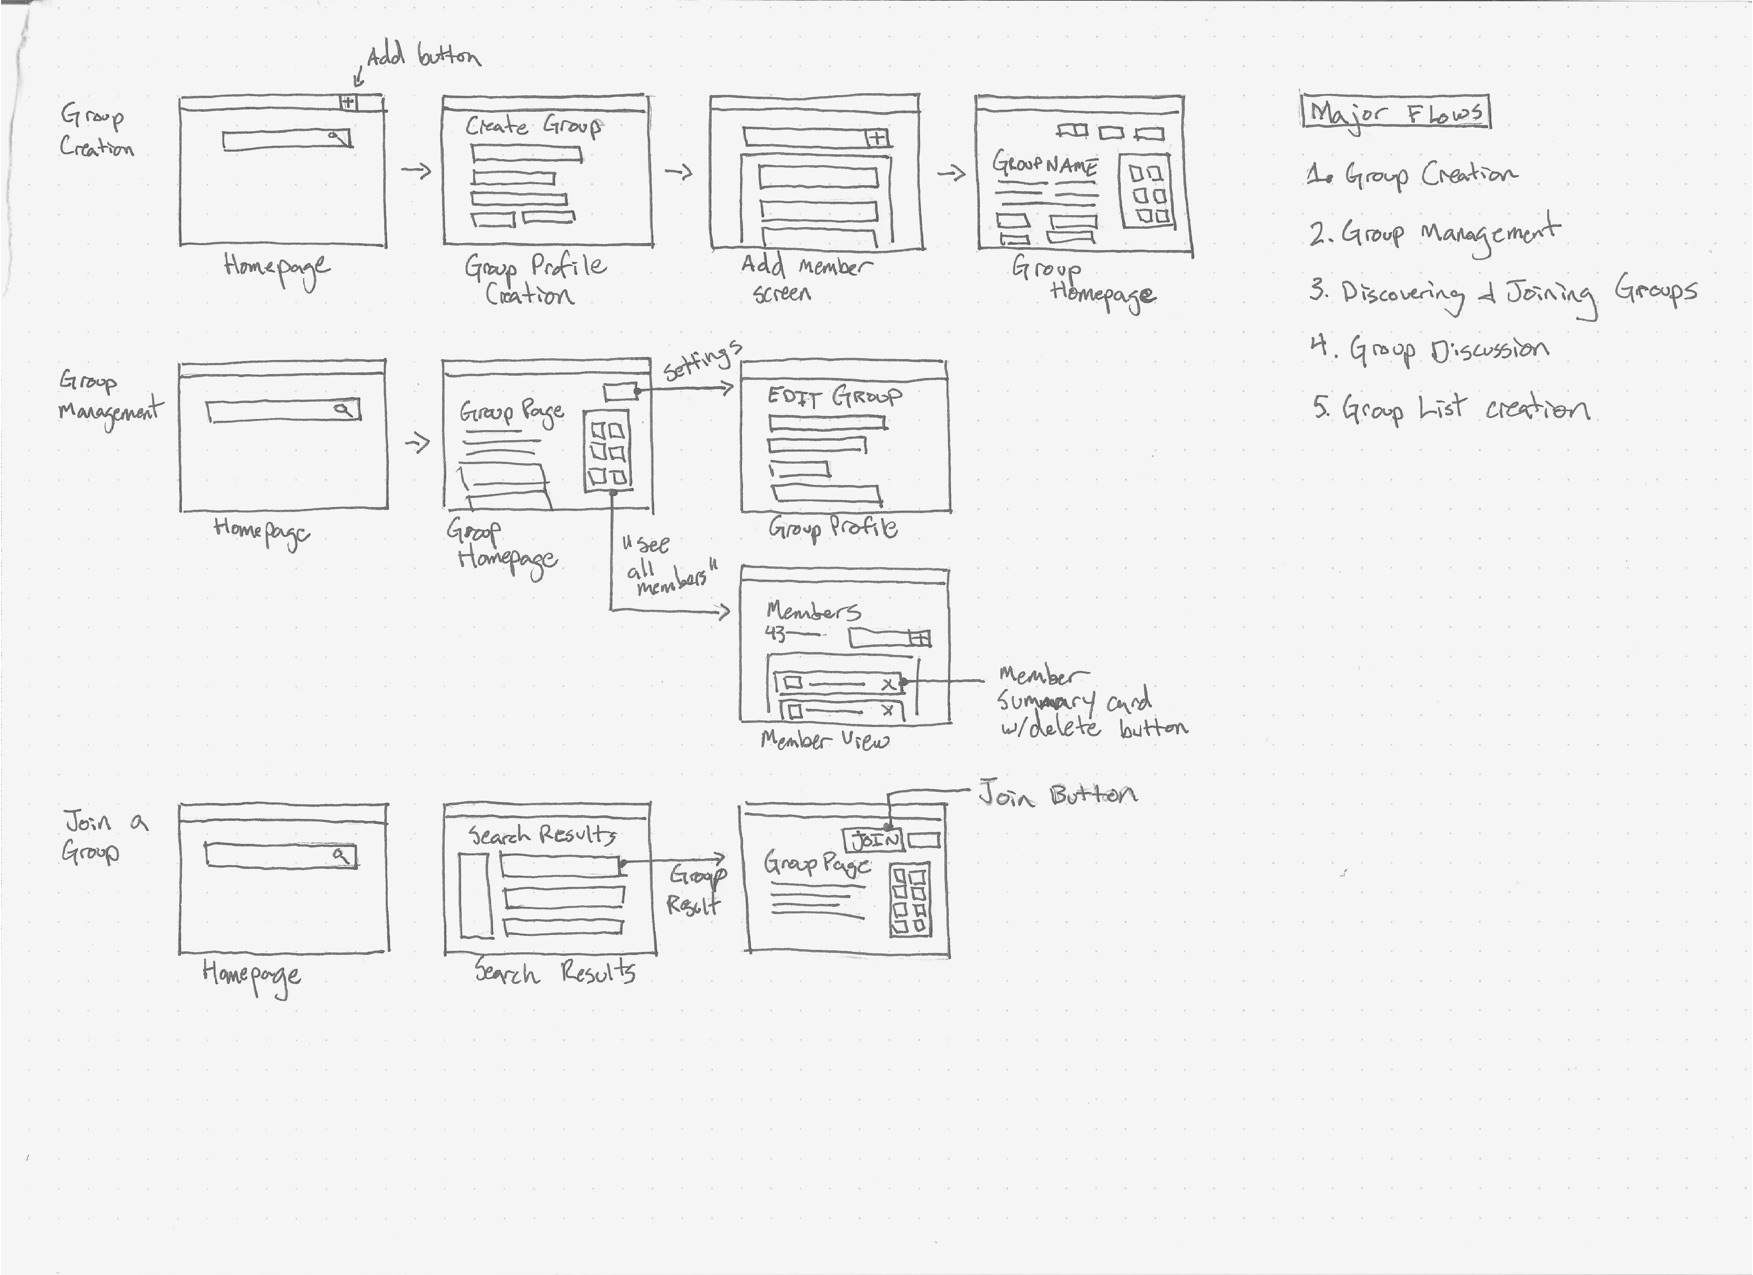 Add button
Group
Creation
Create Group
GROUP NAME
Homepage
Group Profile
Creation
Add member
screen
Group
Homepage
Major Flows
1. Group Creation
2. Group Management
3. Discovering & Joining Groups
4. Group Discussion
5. Group List creation
Group
Management
Group Page
Settings
EDIT GROUP
Homepage
Group
Homepage
Group Profile
"see
all
members"
Members
43
x
x
Member
Summary card
w/delete button
Member View
Join a
Group
Search Results
Group
Result
Join Button
JOIN
Group Page
Homepage
Search Results